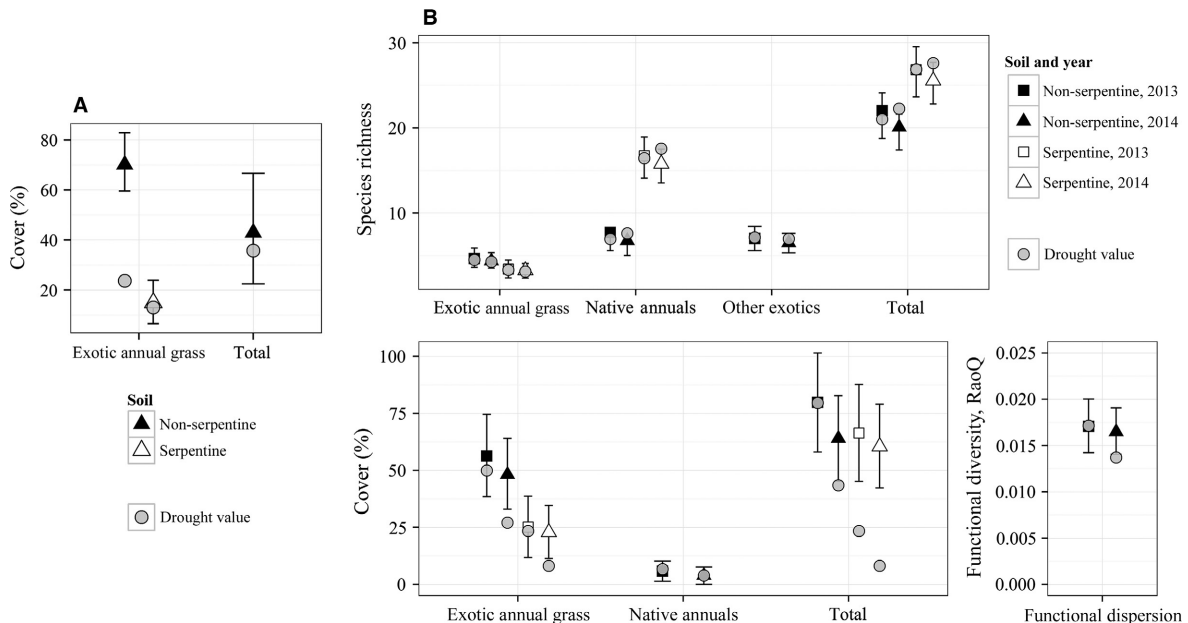 A
Cover (%)
80
60
40
20
Exotic annual grass
Total
Soil
Non-serpentine
Serpentine
Drought value
B
Species richness
30
20
10
Exotic annual grass
Native annuals
Other exotics
Total
Soil and year
Non-serpentine, 2013
Non-serpentine, 2014
Serpentine, 2013
Serpentine, 2014
Drought value
Cover (%)
100
75
50
25
0
Exotic annual grass
Native annuals
Total
Functional diversity, RaoQ
0.025
0.020
0.015
0.010
0.005
0.000
Functional dispersion